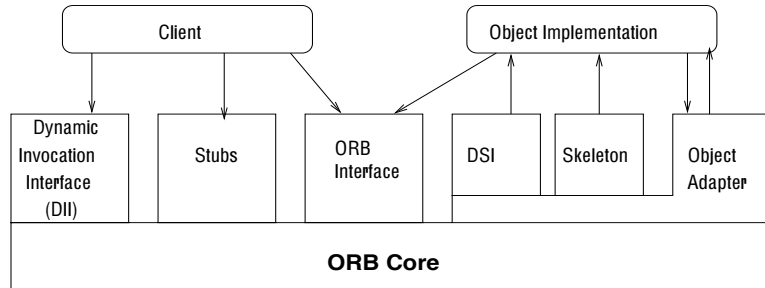 Client
Object Implementation
Dynamic
Invocation
Interface
(DII)
Stubs
ORB
Interface
DSI
Skeleton
Object
Adapter
ORB Core